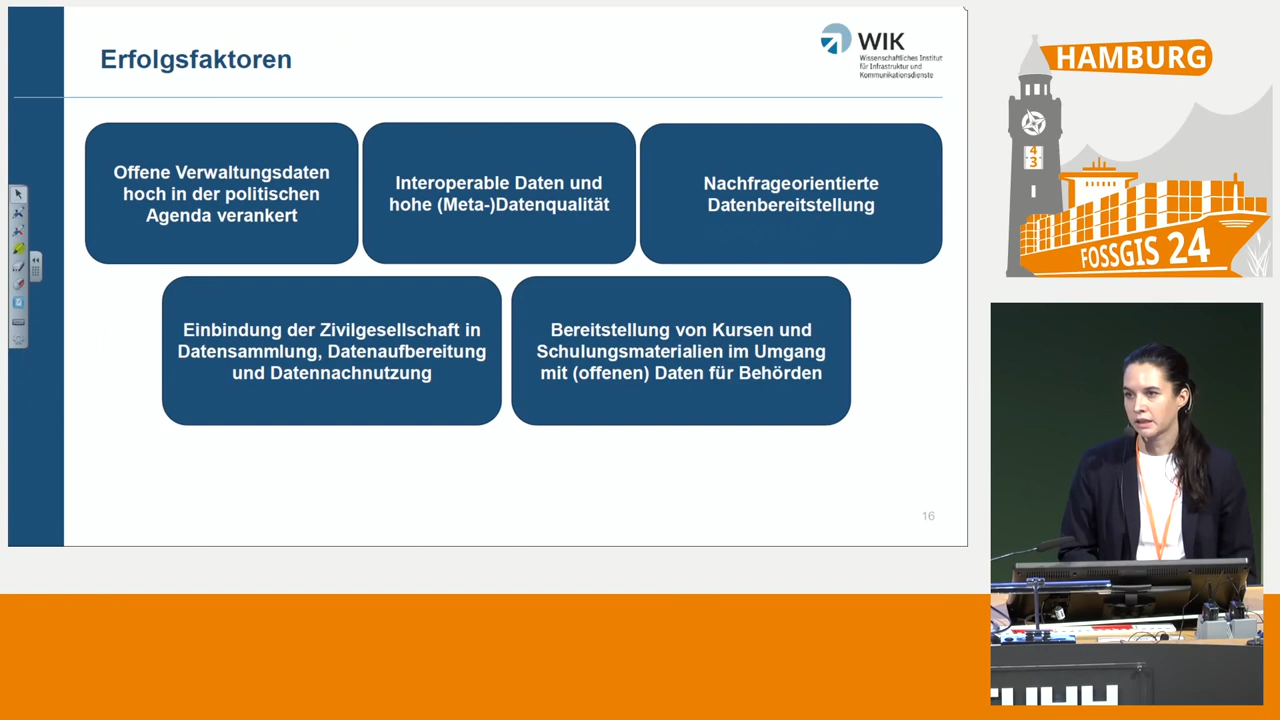 Erfolgsfaktoren
WIK
Wissenschaftliches Institut
für Infrastruktur und
Kommunikationsdienste
Offene Verwaltungsdaten
hoch in der politischen
Agenda verankert
Interoperable Daten und
hohe (Meta-)Datenqualität
Nachfrageorientierte
Datenbereitstellung
Einbindung der Zivilgesellschaft in
Datensammlung, Datenaufbereitung
und Datennachnutzung
Bereitstellung von Kursen und
Schulungsmaterialien im Umgang
mit (offenen) Daten für Behörden
16
HAMBURG
4
3
FOSSGIS 24